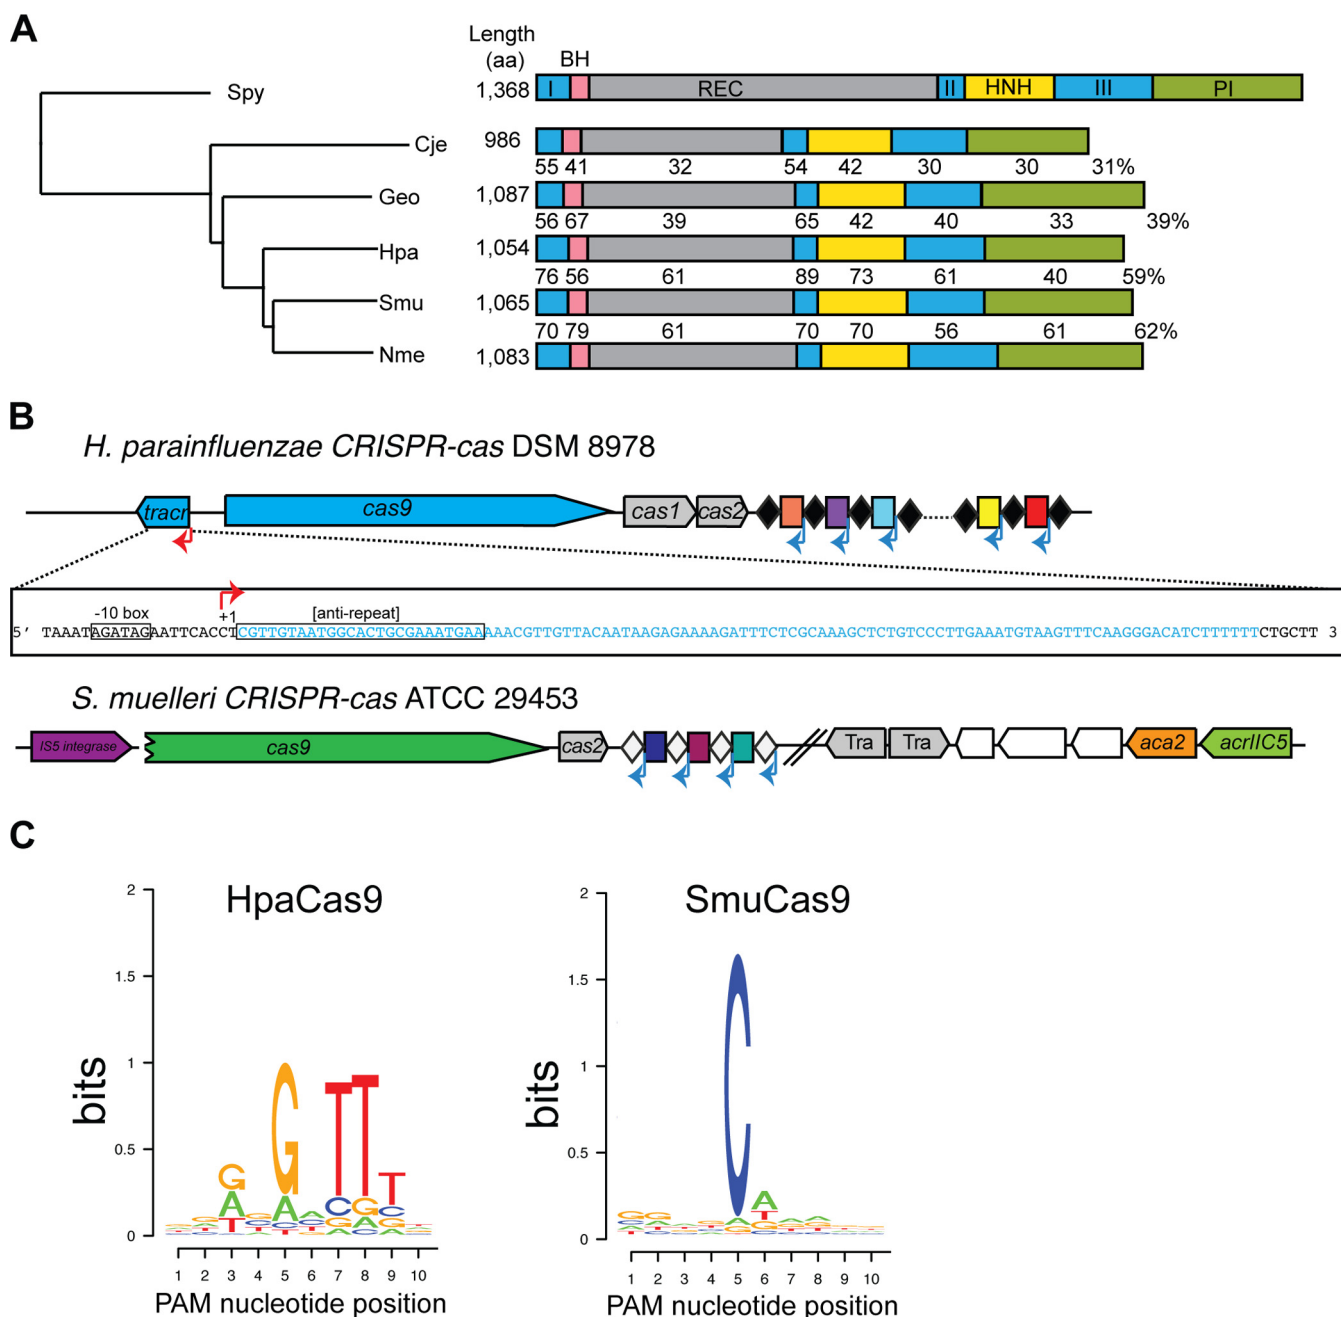 A
Length
(aa)
BH
Spy
1,368
I
REC
II
HNH
III
PI
Cje
986
55 41 32 54 42 30 30 31%
Geo
1,087
56 67 39 65 42 40 33 39%
Hpa
1,054
76 56 61 89 73 61 40 59%
Smu
1,065
70 79 61 70 70 56 61 62%
Nme
1,083
B
H. parainfluenzae CRISPR-cas DSM 8978
tracr
cas9
cas1
cas2
-10 box
+1
[anti-repeat]
5' TAAATAGATAGAATTCACCTCGTTGTAATGGCACTGCGAAATGAAAAACGTTGTTACAATAAGAGAAAAGATTTCTCGCAAAGCTCTGTCCCTTGAAATGTAAGTTTCAAGGGACATCTTTTTTCTGCTT 3
S. muelleri CRISPR-cas ATCC 29453
IS5 integrase
cas9
cas2
Tra
Tra
aca2
acrIIC5
C
HpaCas9
bits
2
1.5
1
0.5
0
1 2 3 4 5 6 7 8 9 10
PAM nucleotide position
SmuCas9
bits
2
1.5
1
0.5
0
1 2 3 4 5 6 7 8 9 10
PAM nucleotide position